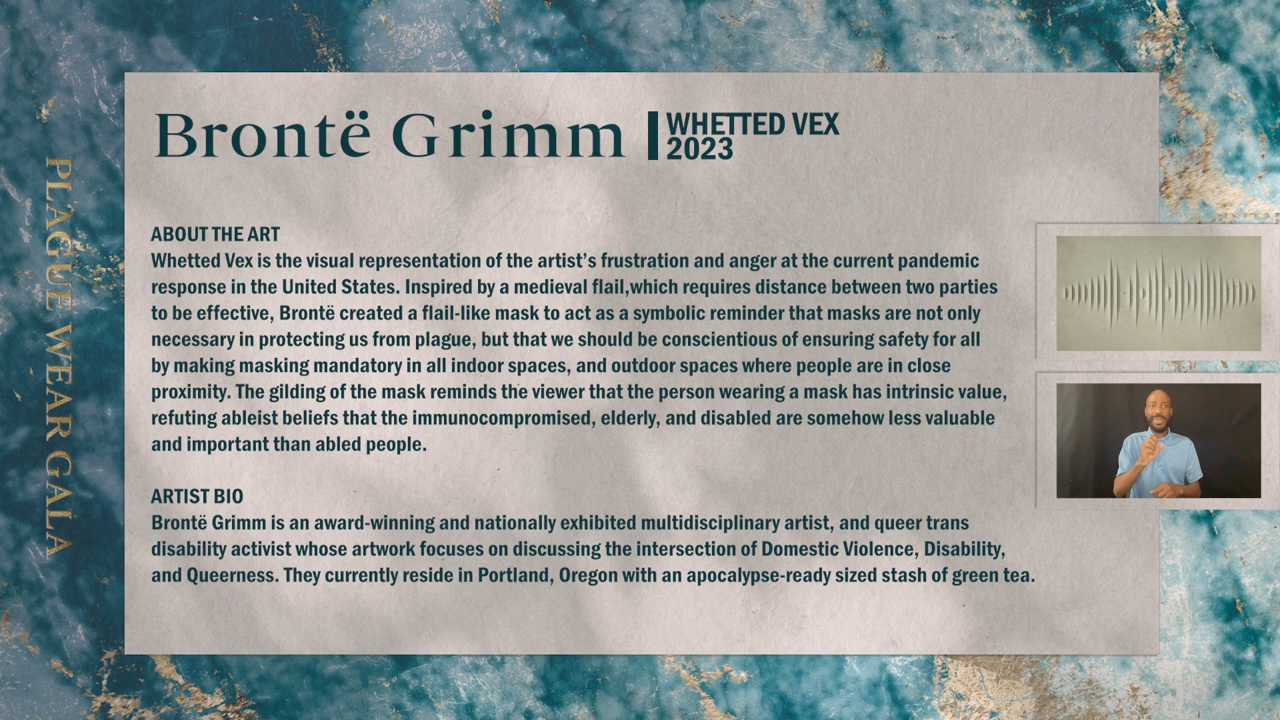 PLAGUE WEAR GALA
Brontë Grimm
WHETTED VEX
2023
ABOUT THE ART
Whetted Vex is the visual representation of the artist’s frustration and anger at the current pandemic
response in the United States. Inspired by a medieval flail,which requires distance between two parties
to be effective, Brontë created a flail-like mask to act as a symbolic reminder that masks are not only
necessary in protecting us from plague, but that we should be conscientious of ensuring safety for all
by making masking mandatory in all indoor spaces, and outdoor spaces where people are in close
proximity. The gilding of the mask reminds the viewer that the person wearing a mask has intrinsic value,
refuting ableist beliefs that the immunocompromised, elderly, and disabled are somehow less valuable
and important than abled people.
ARTIST BIO
Brontë Grimm is an award-winning and nationally exhibited multidisciplinary artist, and queer trans
disability activist whose artwork focuses on discussing the intersection of Domestic Violence, Disability,
and Queerness. They currently reside in Portland, Oregon with an apocalypse-ready sized stash of green tea.